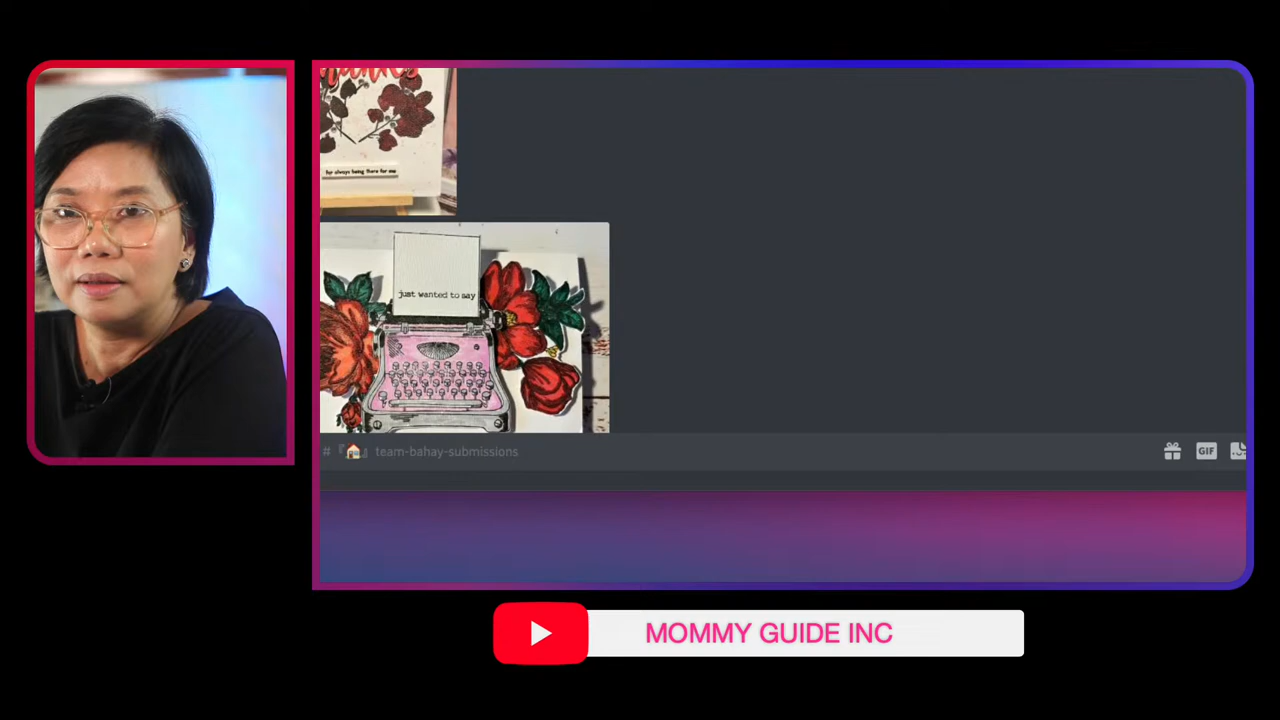 for always being there for me
just wanted to say
# 『🏠』 team-bahay-submissions
GIF
MOMMY GUIDE INC